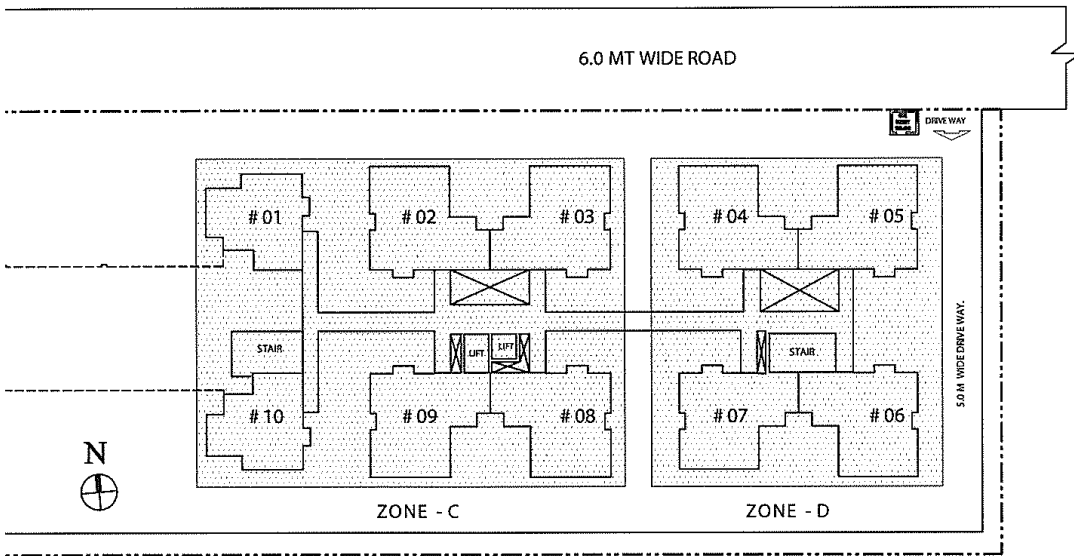 6.0 MT WIDE ROAD
DRIVE WAY
# 01
# 02
# 03
# 04
# 05
STAIR
LIFT
LIFT
STAIR
5.0 M WIDE DRIVE WAY.
# 10
# 09
# 08
# 07
# 06
N
ZONE - C
ZONE - D